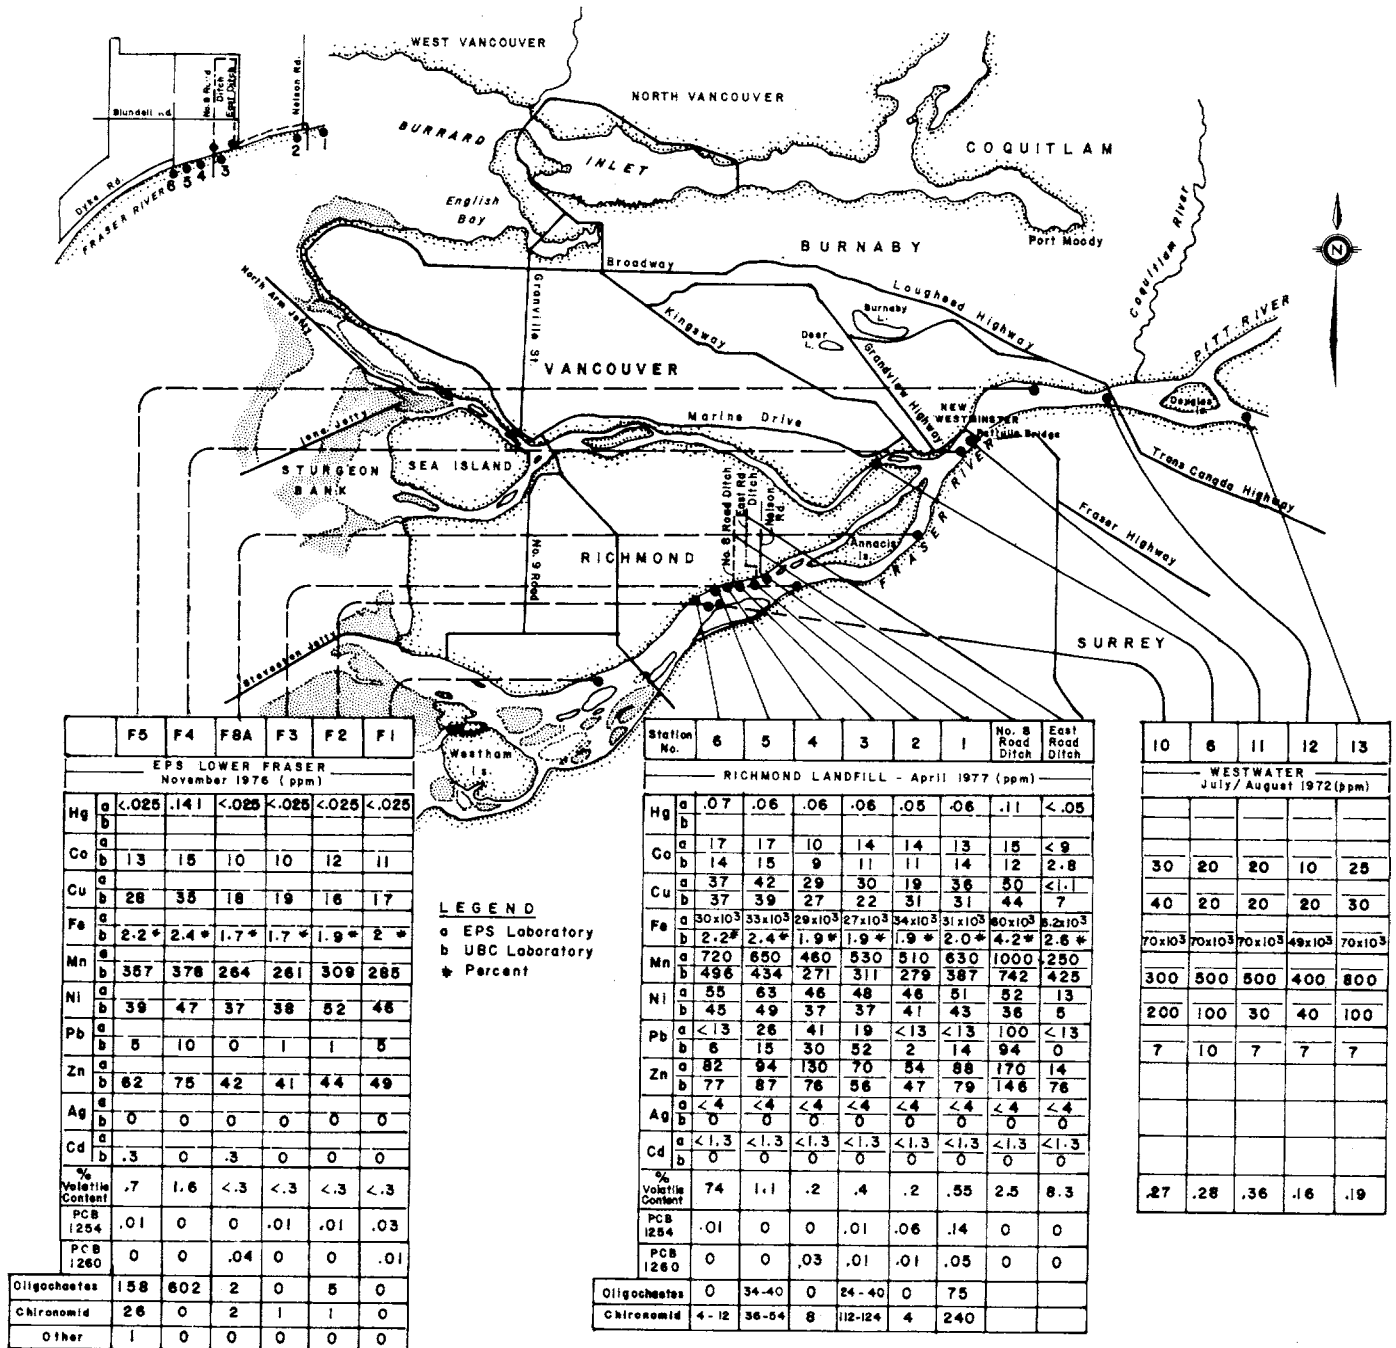 WEST VANCOUVER
NORTH VANCOUVER
BURRARD
INLET
COQUITLAM
English
Bay
Port Moody
Coquitlam River
BURNABY
Broadway
Lougheed Highway
Burnaby
L.
Deer
L.
Kingsway
Grandview Highway
Granville St
PITT RIVER
Douglas
Is.
VANCOUVER
North Arm Jetty
Iona Jetty
Marine Drive
NEW
WESTMINSTER
Pattullo Bridge
Trans Canada Highway
Fraser Highway
STURGEON
BANK
SEA ISLAND
No. 8 Road Ditch
East Rd
Ditch
Nelson
Rd.
Annacis
Is.
FRASER RIVER
RICHMOND
No. 9 Road
SURREY
Steveston Jetty
Westham
Is.
N
Blundell Rd.
No. 8 Road
Ditch
East Ditch
Nelson Rd.
Dyke Rd.
FRASER RIVER
6 5 4 3 2 1
F5 F4 F8A F3 F2 F1
EPS LOWER FRASER
November 1976 (ppm)
Hg a <.025 .141 <.025 <.025 <.025 <.025
b
Co a
b 13 15 10 10 12 11
Cu a
b 28 35 18 19 16 17
Fe a
b 2.2* 2.4* 1.7* 1.7* 1.9* 2*
Mn a
b 357 378 264 261 309 285
Ni a
b 39 47 37 38 52 46
Pb a
b 5 10 0 1 1 5
Zn a
b 62 75 42 41 44 49
Ag a
b 0 0 0 0 0 0
Cd a
b .3 0 .3 0 0 0
%
Volatile
Content .7 1.6 <.3 <.3 <.3 <.3
PCB
1254 .01 0 0 .01 .01 .03
PCB
1260 0 0 .04 0 0 .01
Oligochaetes 158 602 2 0 5 0
Chironomid 26 0 2 1 1 0
Other 1 0 0 0 0 0
LEGEND
a EPS Laboratory
b UBC Laboratory
* Percent
Station
No. 6 5 4 3 2 1 No. 8 Road Ditch East Road Ditch
RICHMOND LANDFILL - April 1977 (ppm)
Hg a .07 .06 .06 .06 .05 .06 .11 <.05
b
Co a 17 17 10 14 14 13 15 <9
b 14 15 9 11 11 14 12 2.8
Cu a 37 42 29 30 19 36 50 <1.1
b 37 39 27 22 31 31 44 7
Fe a 30x10³ 33x10³ 29x10³ 27x10³ 34x10³ 31x10³ 60x10³ 6.2x10³
b 2.2* 2.4* 1.9* 1.9* 1.9* 2.0* 4.2* 2.6*
Mn a 720 650 460 530 510 630 1000 250
b 496 434 271 311 279 387 742 425
Ni a 55 63 46 48 46 51 52 13
b 45 49 37 37 41 43 36 5
Pb a <13 26 41 19 <13 <13 100 <13
b 6 15 30 52 2 14 94 0
Zn a 82 94 130 70 54 88 170 14
b 77 87 76 56 47 79 146 76
Ag a <4 <4 <4 <4 <4 <4 <4 <4
b 0 0 0 0 0 0 0 0
Cd a <1.3 <1.3 <1.3 <1.3 <1.3 <1.3 <1.3 <1.3
b 0 0 0 0 0 0 0 0
%
Volatile
Content 74 1.1 .2 .4 .2 .55 2.5 8.3
PCB
1254 .01 0 0 .01 .06 .14 0 0
PCB
1260 0 0 .03 .01 .01 .05 0 0
Oligochaetes 0 34-40 0 24-40 0 75
Chironomid 4-12 36-54 8 112-124 4 240
10 6 11 12 13
WESTWATER
July/August 1972 (ppm)
30 20 20 10 25
40 20 20 20 30
70x10³ 70x10³ 70x10³ 49x10³ 70x10³
300 500 500 400 800
200 100 30 40 100
7 10 7 7 7
.27 .28 .36 .16 .19